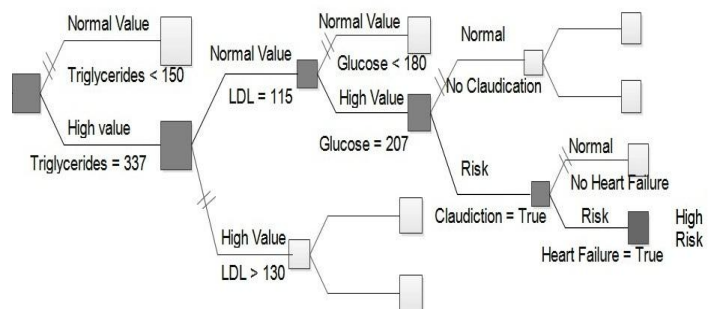 Normal Value
Triglycerides < 150
High value
Triglycerides = 337
Normal Value
LDL = 115
High Value
LDL > 130
Normal Value
Glucose < 180
High Value
Glucose = 207
Normal
No Claudication
Risk
Claudiction = True
Normal
No Heart Failure
Risk
Heart Failure = True
High
Risk